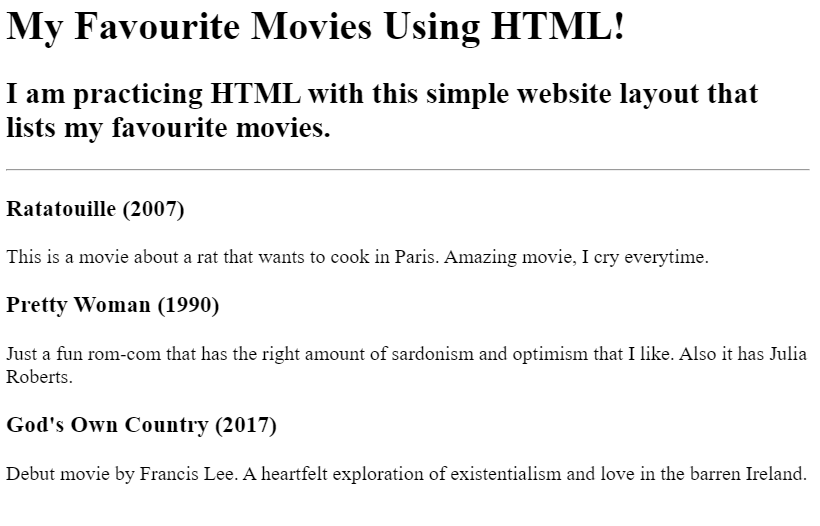 My Favourite Movies Using HTML!
I am practicing HTML with this simple website layout that
lists my favourite movies.
Ratatouille (2007)
This is a movie about a rat that wants to cook in Paris. Amazing movie, I cry everytime.
Pretty Woman (1990)
Just a fun rom-com that has the right amount of sardonism and optimism that I like. Also it has Julia
Roberts.
God's Own Country (2017)
Debut movie by Francis Lee. A heartfelt exploration of existentialism and love in the barren Ireland.